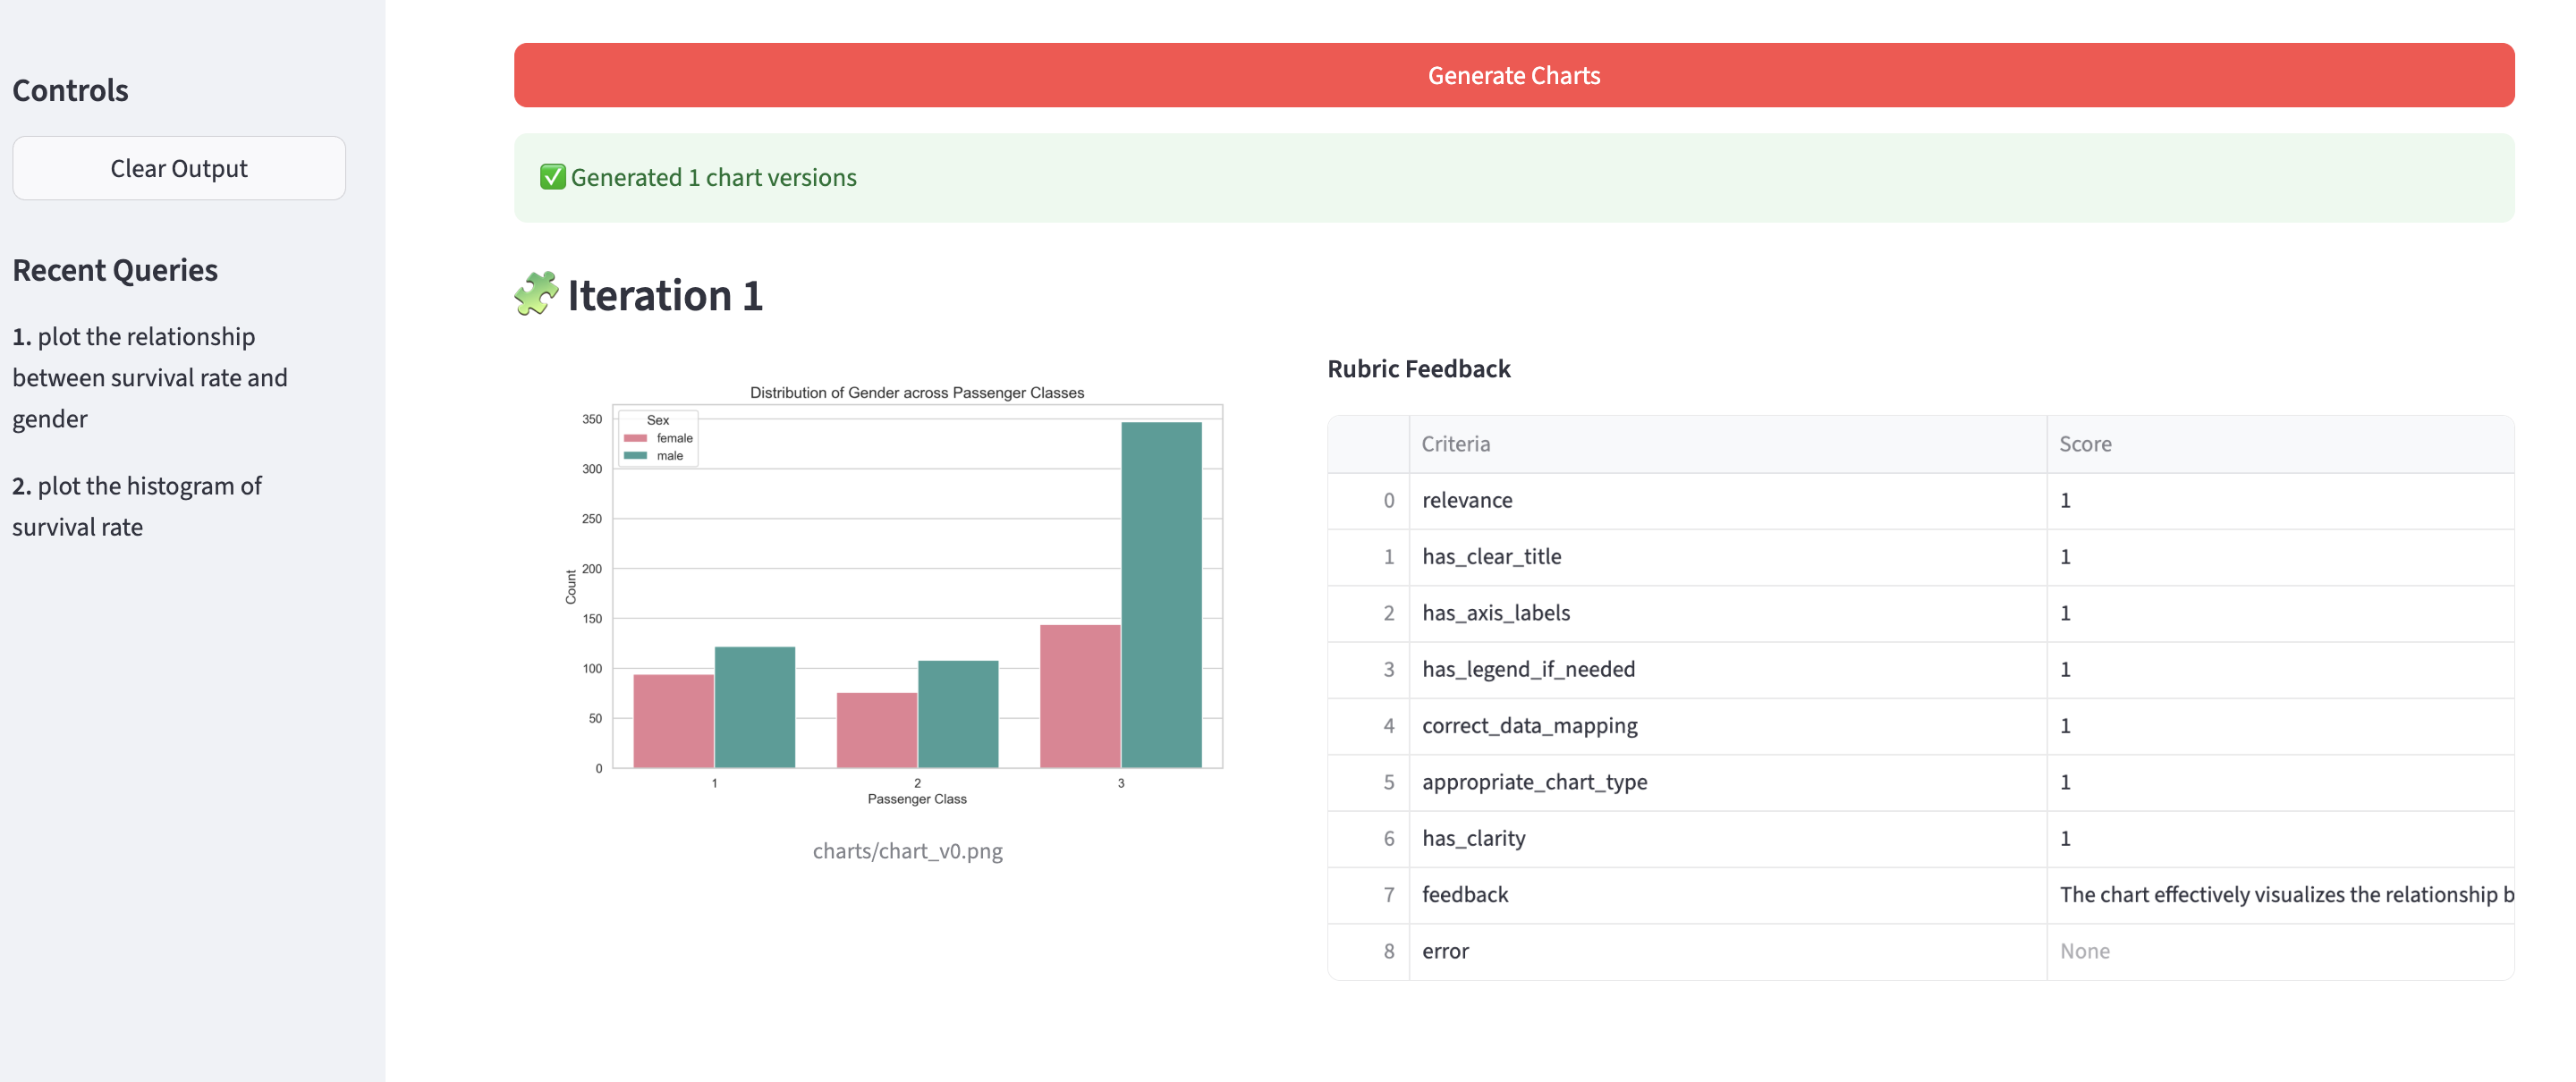 Controls
Clear Output
Recent Queries
1. plot the relationship
between survival rate and
gender
2. plot the histogram of
survival rate
Generate Charts
✅ Generated 1 chart versions
🧩 Iteration 1
Distribution of Gender across Passenger Classes
Sex
female
male
350
300
250
200
150
100
50
0
Count
1 2 3
Passenger Class
charts/chart_v0.png
Rubric Feedback
Criteria Score
0 relevance 1
1 has_clear_title 1
2 has_axis_labels 1
3 has_legend_if_needed 1
4 correct_data_mapping 1
5 appropriate_chart_type 1
6 has_clarity 1
7 feedback The chart effectively visualizes the relationship b
8 error None